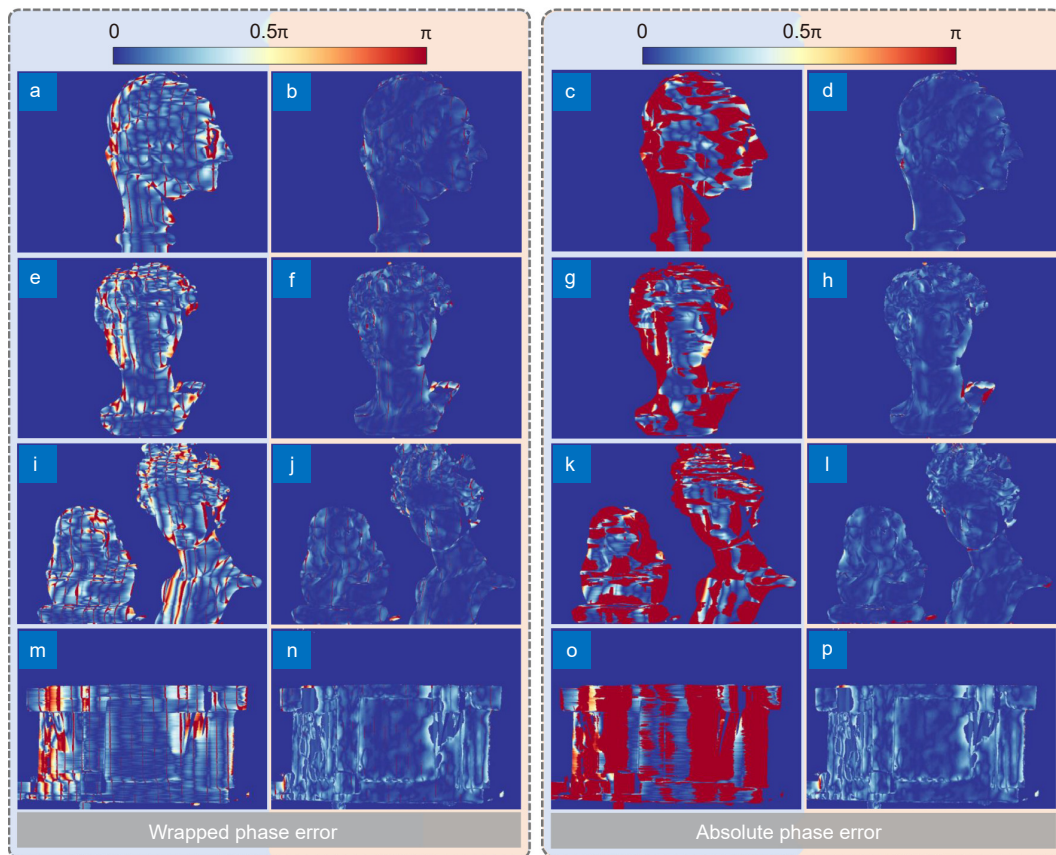 0 0.5π π
0 0.5π π
a b c d
e f g h
i j k l
m n o p
Wrapped phase error
Absolute phase error